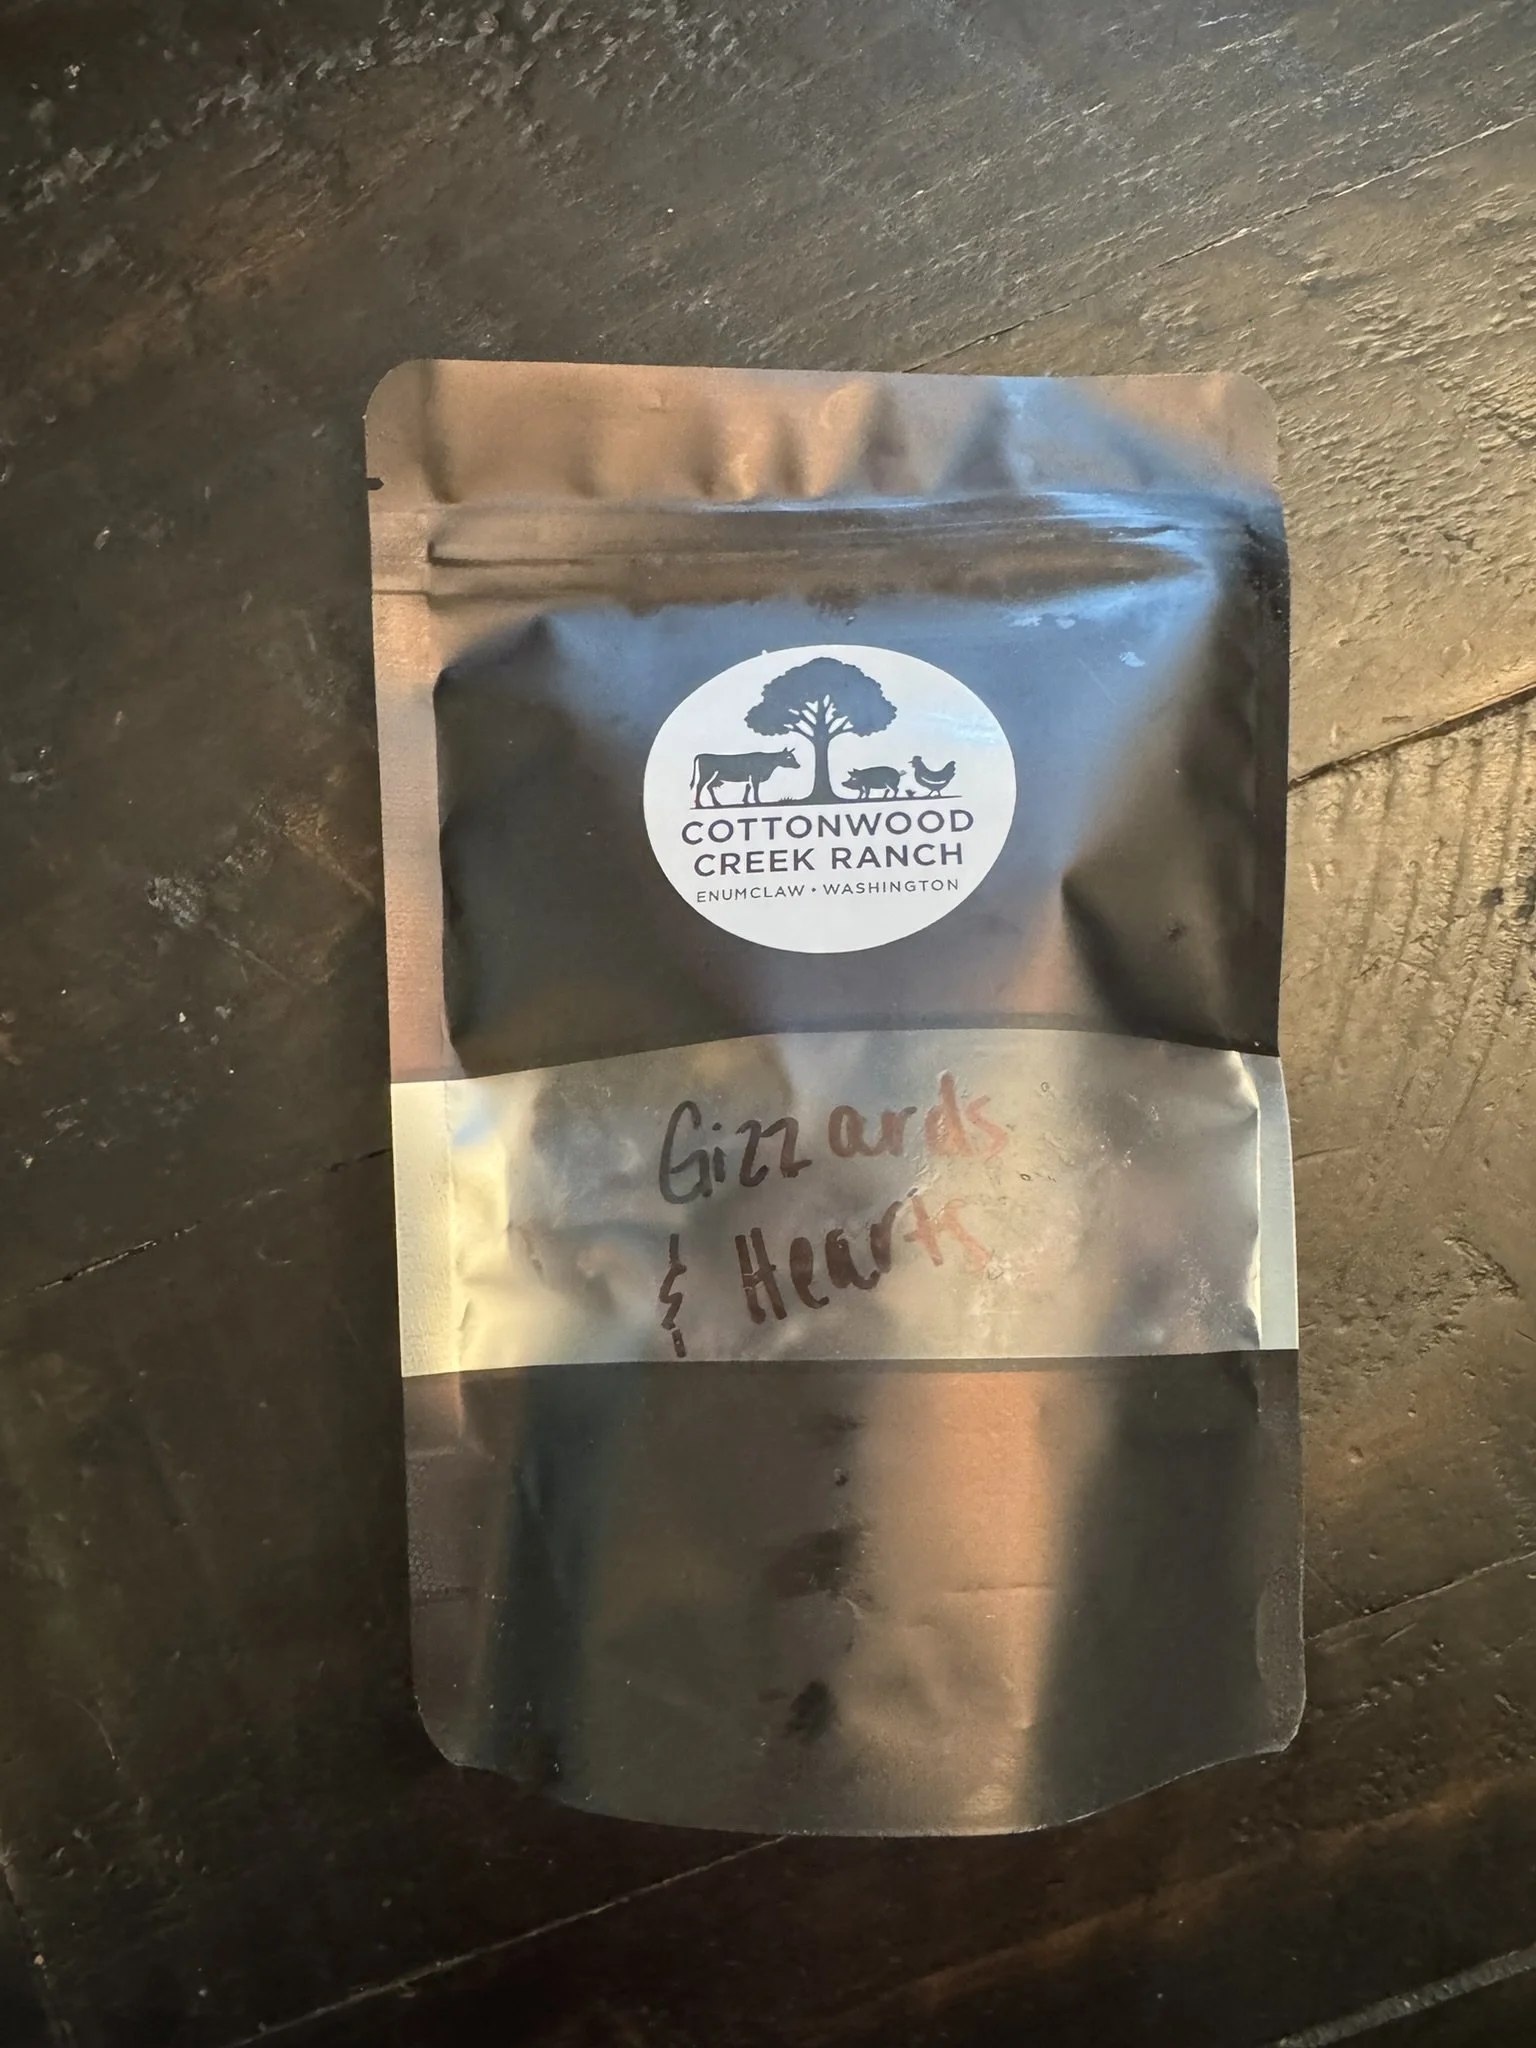 COTTONWOOD
CREEK RANCH
ENUMCLAW • WASHINGTON
Gizzards
& Hearts